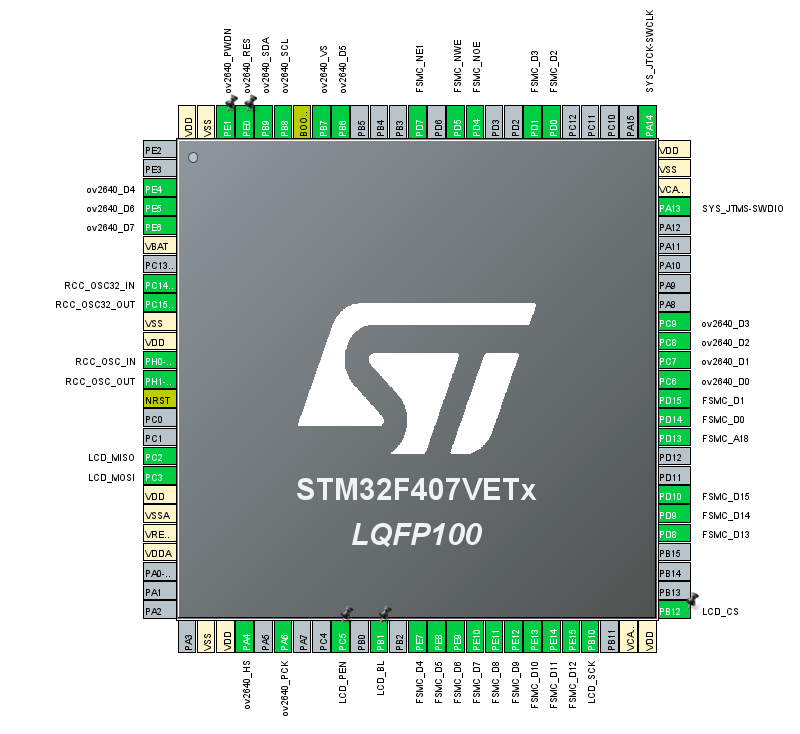 ov2640_PWDN
ov2640_RES
ov2640_SDA
ov2640_SCL
ov2640_VS
ov2640_D5
FSMC_NE1
FSMC_NWE
FSMC_NOE
FSMC_D3
FSMC_D2
SYS_JTCK-SWCLK
VDD
VSS
PE1
PE0
PB9
PB8
BOO..
PB7
PB6
PB5
PB4
PB3
PD7
PD6
PD5
PD4
PD3
PD2
PD1
PD0
PC12
PC11
PC10
PA15
PA14
PE2
PE3
ov2640_D4 PE4
ov2640_D6 PE5
ov2640_D7 PE6
VBAT
PC13..
RCC_OSC32_IN PC14..
RCC_OSC32_OUT PC15..
VSS
VDD
RCC_OSC_IN PH0-..
RCC_OSC_OUT PH1-..
NRST
PC0
PC1
LCD_MISO PC2
LCD_MOSI PC3
VDD
VSSA
VRE..
VDDA
PA0-..
PA1
PA2
STM32F407VETx
LQFP100
VDD
VSS
VCA..
PA13 SYS_JTMS-SWDIO
PA12
PA11
PA10
PA9
PA8
PC9 ov2640_D3
PC8 ov2640_D2
PC7 ov2640_D1
PC6 ov2640_D0
PD15 FSMC_D1
PD14 FSMC_D0
PD13 FSMC_A18
PD12
PD11
PD10 FSMC_D15
PD9 FSMC_D14
PD8 FSMC_D13
PB15
PB14
PB13
PB12 LCD_CS
PA3
VSS
VDD
PA4
PA5
PA6
PA7
PC4
PC5
PB0
PB1
PB2
PE7
PE8
PE9
PE10
PE11
PE12
PE13
PE14
PE15
PB10
PB11
VCA..
VDD
ov2640_HS
ov2640_PCK
LCD_PEN
LCD_BL
FSMC_D4
FSMC_D5
FSMC_D6
FSMC_D7
FSMC_D8
FSMC_D9
FSMC_D10
FSMC_D11
FSMC_D12
LCD_SCK